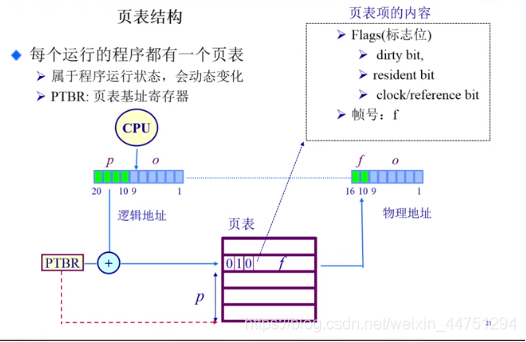 页表结构
页表项的内容
每个运行的程序都有一个页表
属于程序运行状态，会动态变化
PTBR: 页表基址寄存器
Flags(标志位)
dirty bit,
resident bit
clock/reference bit
帧号：f
CPU
p o
20 10 9 1
逻辑地址
f o
16 10 9 1
物理地址
页表
PTBR
+
0 1 0 f
p
https://blog.csdn.net/weixin_44751294